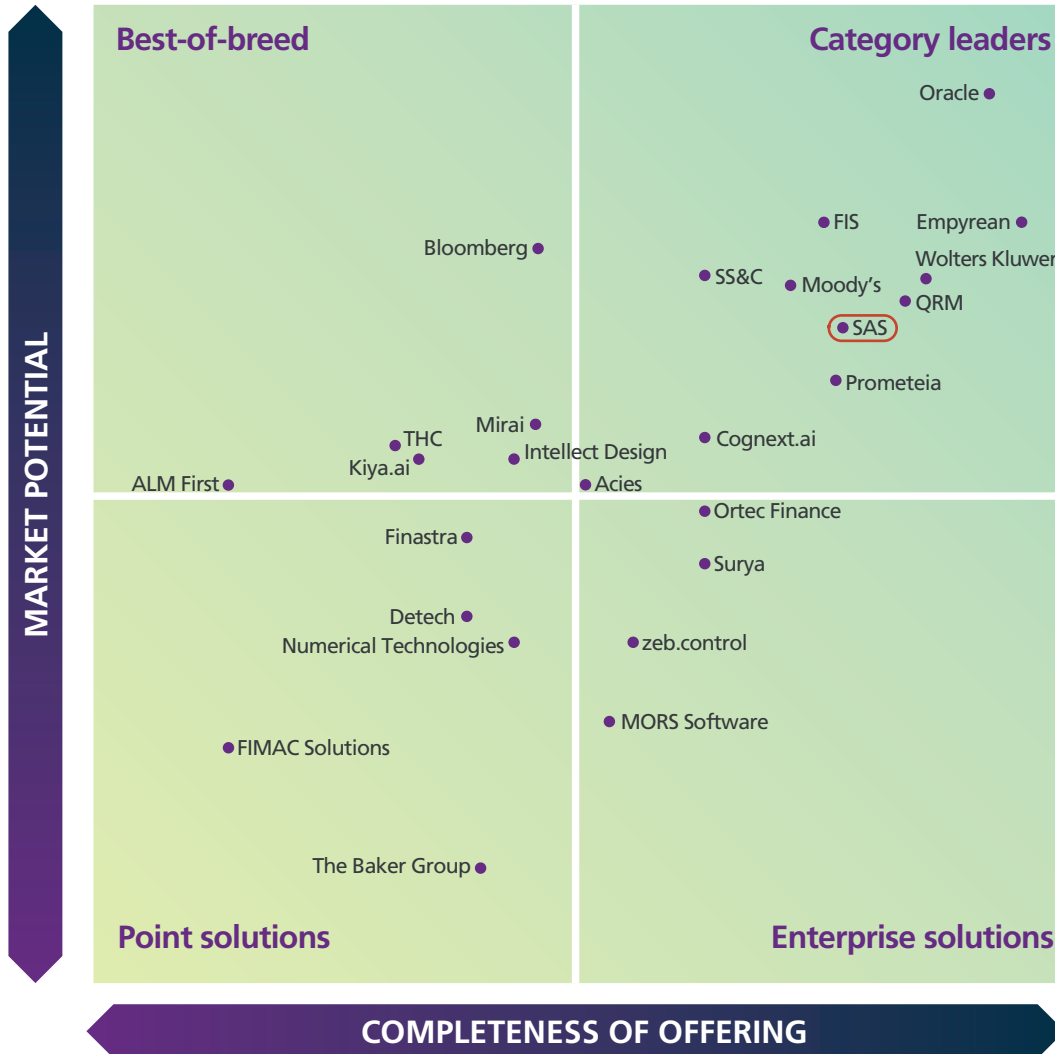 Best-of-breed
Category leaders
Oracle
FIS
Empyrean
Bloomberg
Wolters Kluwer
SS&C
Moody's
QRM
SAS
Prometeia
Mirai
THC
Cognext.ai
Intellect Design
Kiya.ai
ALM First
Acies
Ortec Finance
Finastra
Surya
Detech
Numerical Technologies
zeb.control
MORS Software
FIMAC Solutions
The Baker Group
Point solutions
Enterprise solutions
MARKET POTENTIAL
COMPLETENESS OF OFFERING